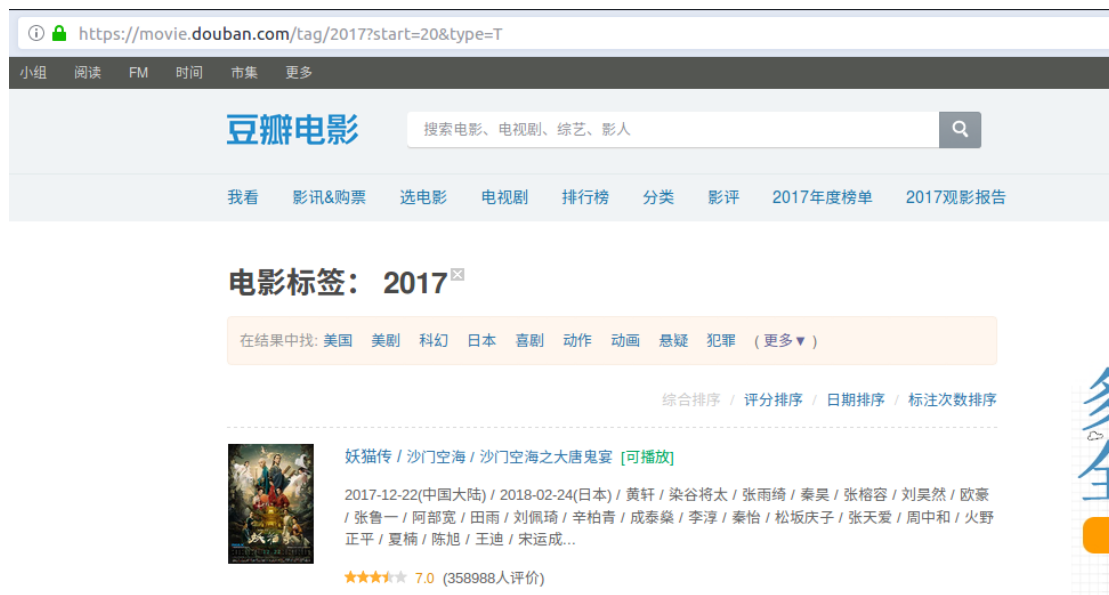 https://movie.douban.com/tag/2017?start=20&type=T
小组 阅读 FM 时间 市集 更多
豆瓣电影
搜索电影、电视剧、综艺、影人
我看 影讯&购票 选电影 电视剧 排行榜 分类 影评 2017年度榜单 2017观影报告
电影标签： 2017
在结果中找: 美国 美剧 科幻 日本 喜剧 动作 动画 悬疑 犯罪 ( 更多▼ )
综合排序 / 评分排序 / 日期排序 / 标注次数排序
妖猫传 / 沙门空海 / 沙门空海之大唐鬼宴 [可播放]
2017-12-22(中国大陆) / 2018-02-24(日本) / 黄轩 / 染谷将太 / 张雨绮 / 秦昊 / 张榕容 / 刘昊然 / 欧豪
/ 张鲁一 / 阿部宽 / 田雨 / 刘佩琦 / 辛柏青 / 成泰燊 / 李淳 / 秦怡 / 松坂庆子 / 张天爱 / 周中和 / 火野
正平 / 夏楠 / 陈旭 / 王迪 / 宋运成...
7.0 (358988人评价)